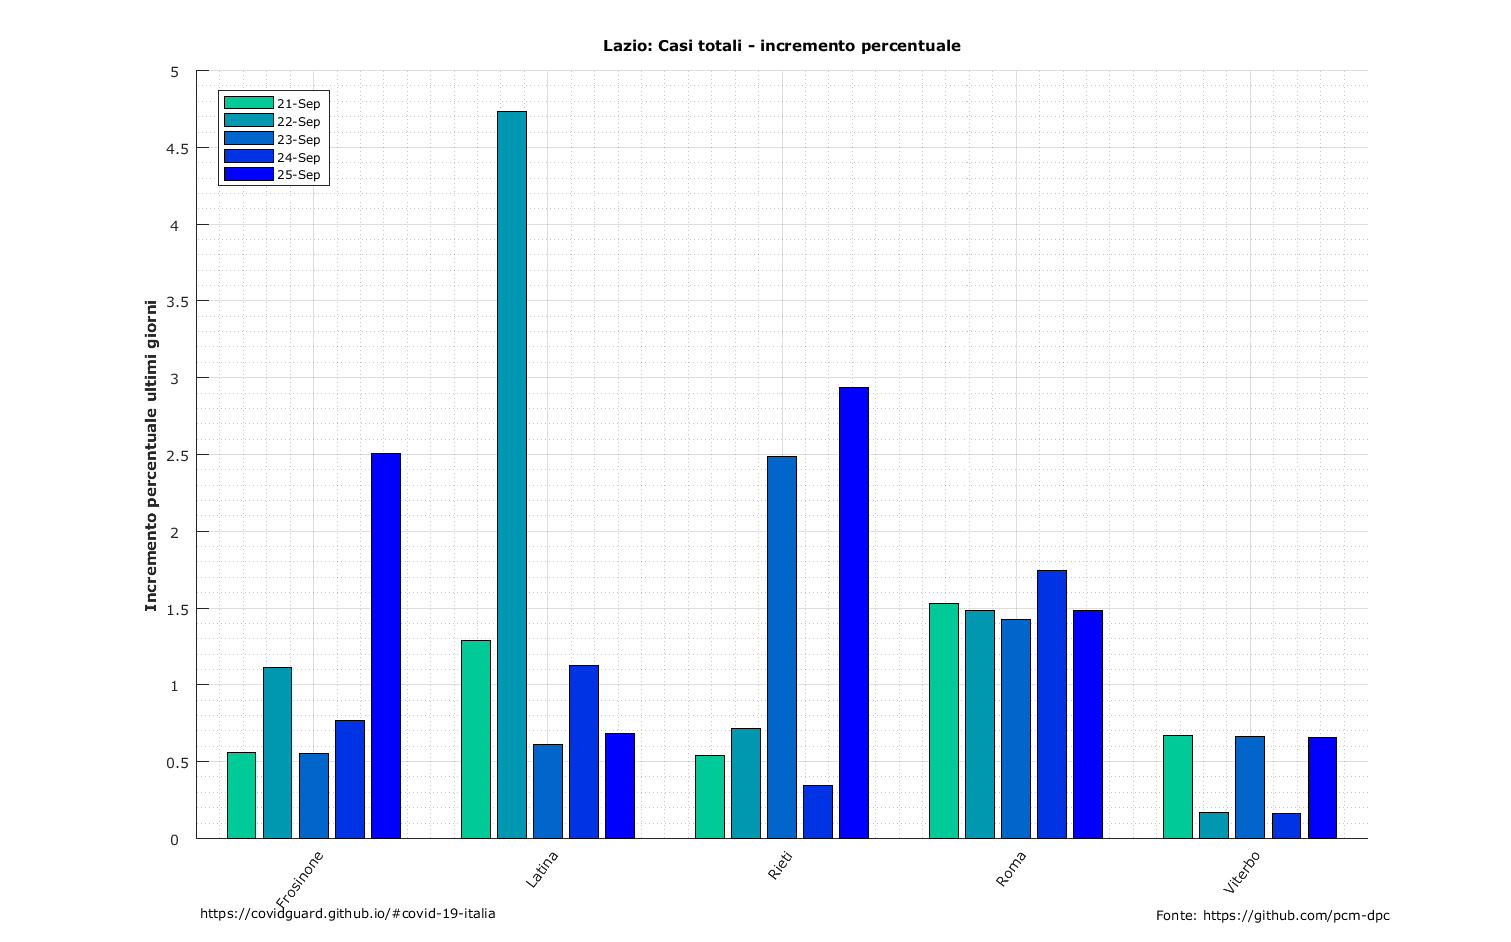 Lazio: Casi totali - incremento percentuale
Incremento percentuale ultimi giorni
5
4.5
4
3.5
3
2.5
2
1.5
1
0.5
0
21-Sep
22-Sep
23-Sep
24-Sep
25-Sep
Frosinone
Latina
Rieti
Roma
Viterbo
https://covidguard.github.io/#covid-19-italia
Fonte: https://github.com/pcm-dpc